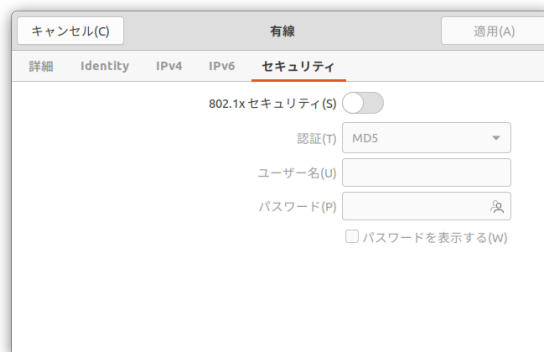 キャンセル(C) 有線 適用(A)
詳細 Identity IPv4 IPv6 セキュリティ
802.1x セキュリティ(S)
認証(T) MD5
ユーザー名(U)
パスワード(P)
パスワードを表示する(W)